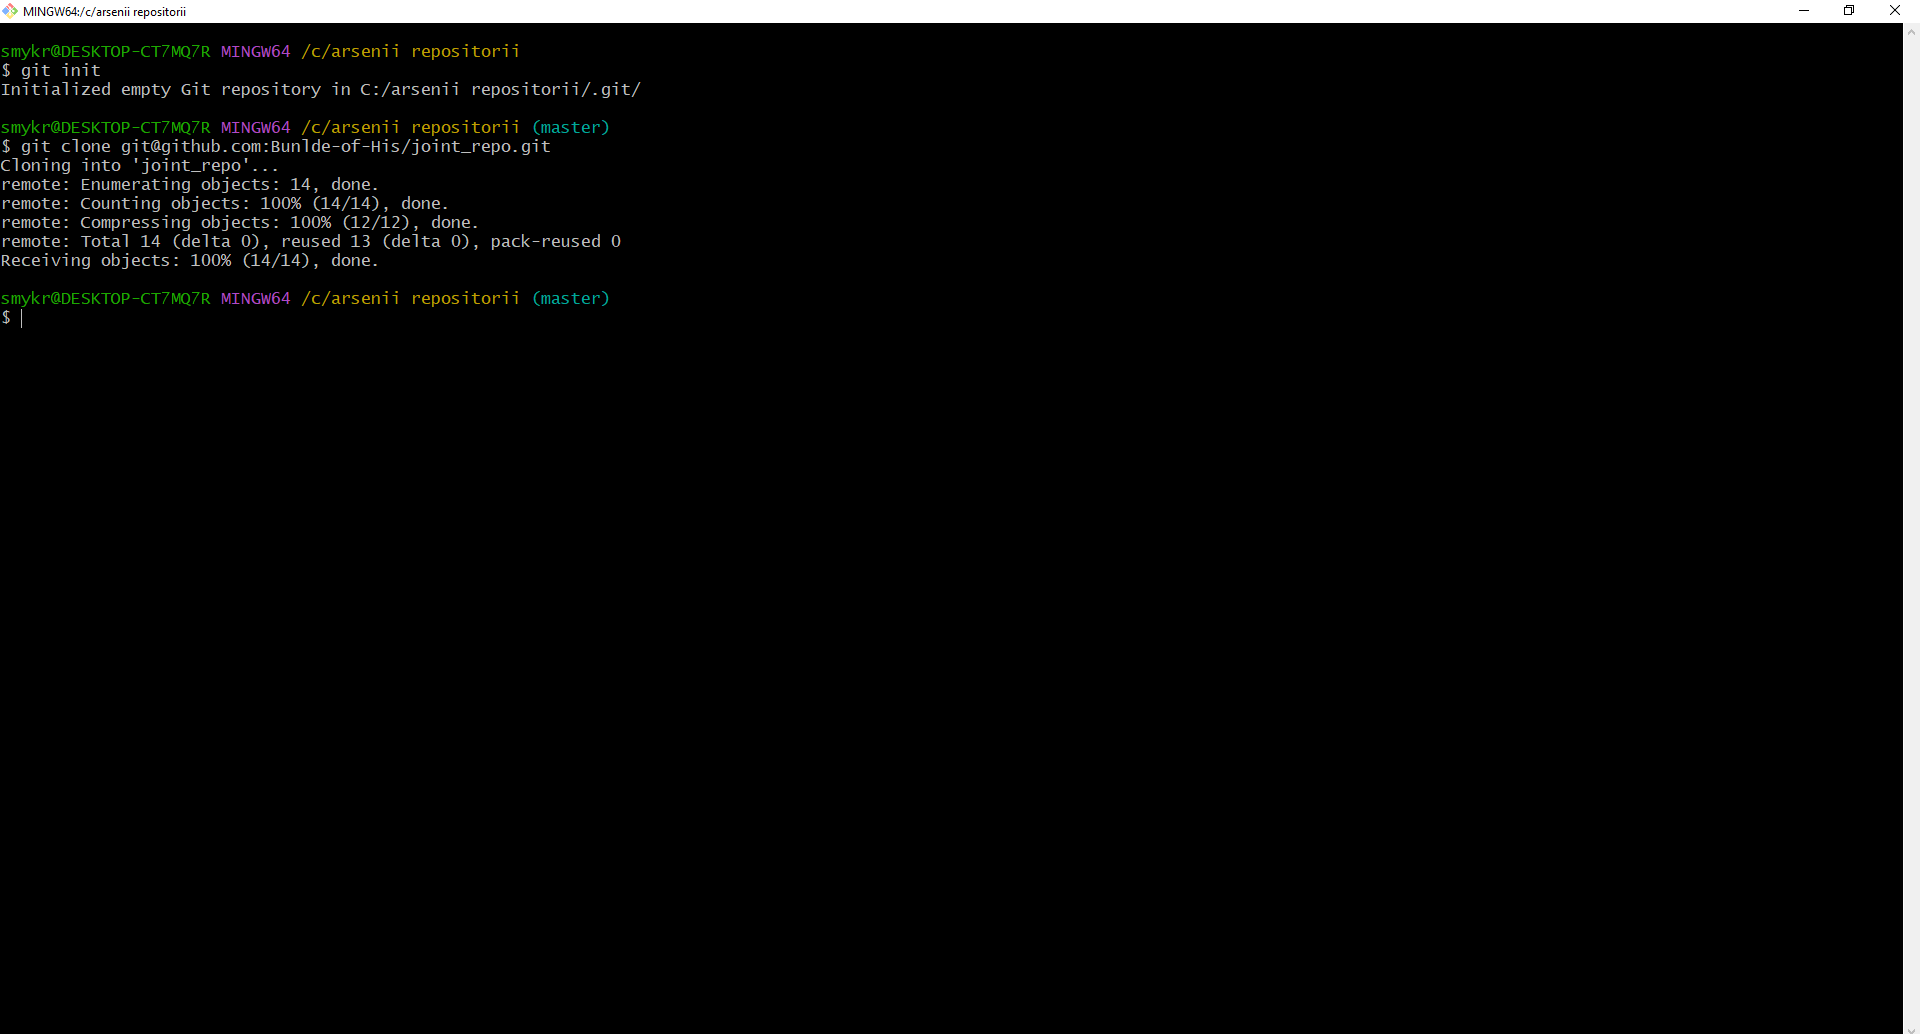 MINGW64:/c/arsenii repositorii
smykr@DESKTOP-CT7MQ7R MINGW64 /c/arsenii repositorii
$ git init
Initialized empty Git repository in C:/arsenii repositorii/.git/
smykr@DESKTOP-CT7MQ7R MINGW64 /c/arsenii repositorii (master)
$ git clone git@github.com:Bunlde-of-His/joint_repo.git
Cloning into 'joint_repo'...
remote: Enumerating objects: 14, done.
remote: Counting objects: 100% (14/14), done.
remote: Compressing objects: 100% (12/12), done.
remote: Total 14 (delta 0), reused 13 (delta 0), pack-reused 0
Receiving objects: 100% (14/14), done.
smykr@DESKTOP-CT7MQ7R MINGW64 /c/arsenii repositorii (master)
$